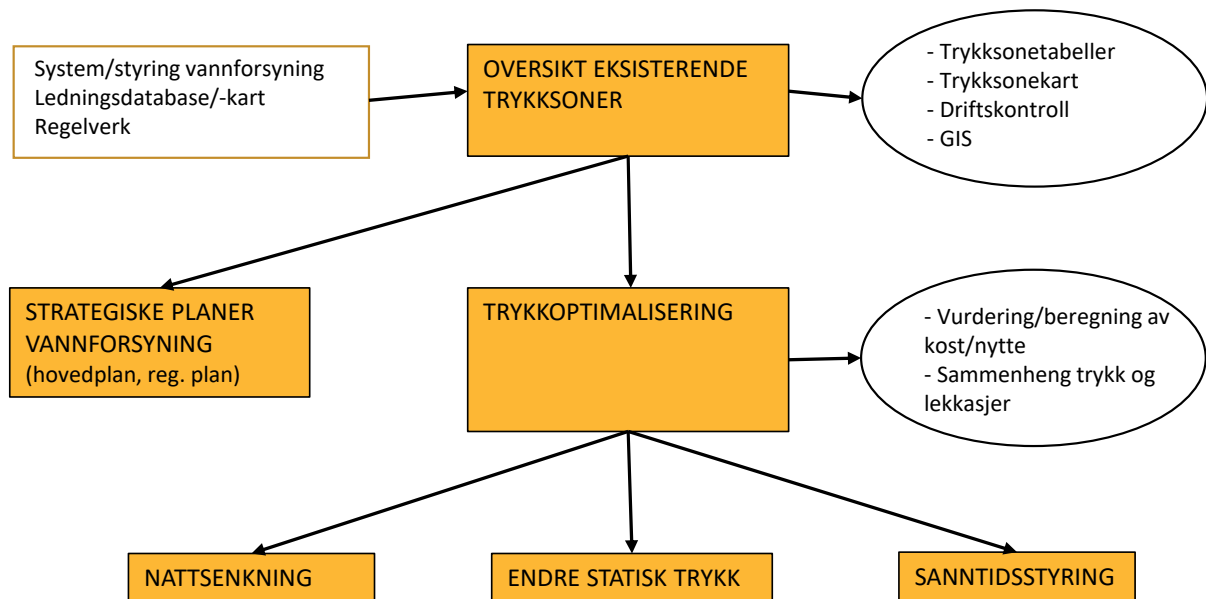 System/styring vannforsyning
Ledningsdatabase/-kart
Regelverk
OVERSIKT EKSISTERENDE
TRYKKSONER
- Trykksonetabeller
- Trykksonekart
- Driftskontroll
- GIS
STRATEGISKE PLANER
VANNFORSYNING
(hovedplan, reg. plan)
TRYKKOPTIMALISERING
- Vurdering/beregning av
kost/nytte
- Sammenheng trykk og
lekkasjer
NATTSENKNING
ENDRE STATISK TRYKK
SANNTIDSSTYRING